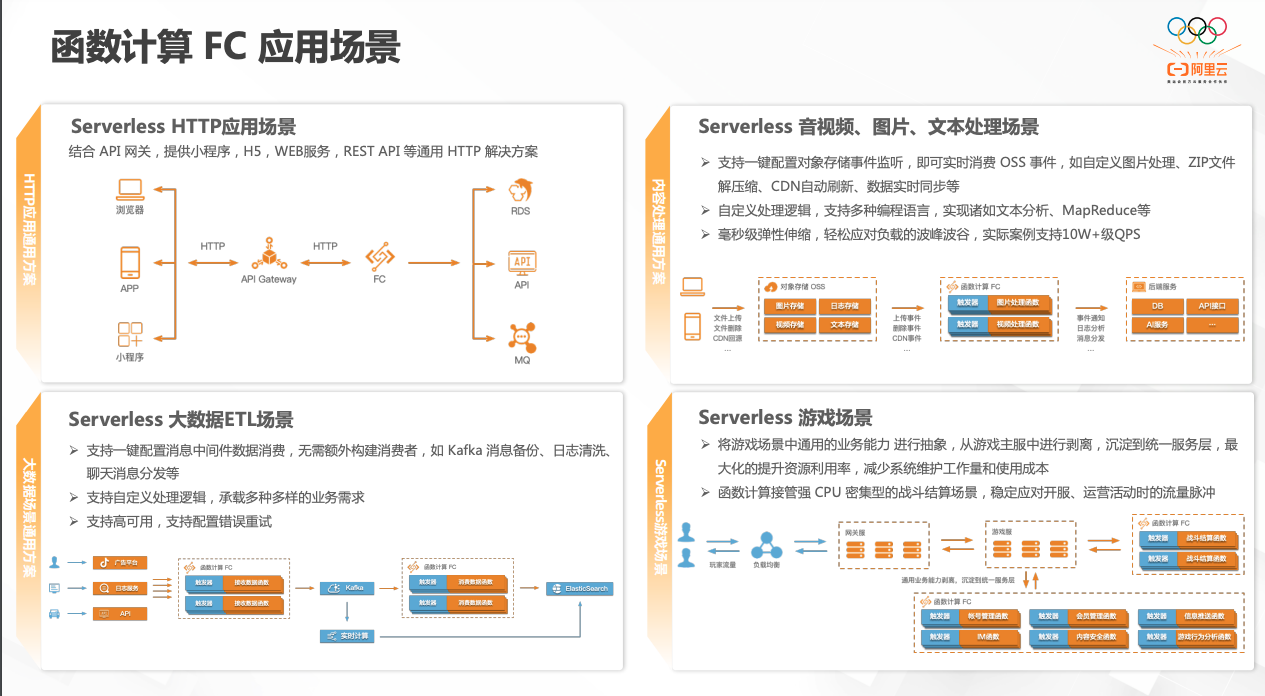 函数计算 FC 应用场景
阿里云
HTTP应用通用方案
Serverless HTTP应用场景
结合 API 网关，提供小程序，H5，WEB服务，REST API 等通用 HTTP 解决方案
浏览器
APP
小程序
HTTP
API Gateway
HTTP
FC
RDS
API
API
MQ
内容处理通用方案
Serverless 音视频、图片、文本处理场景
➢ 支持一键配置对象存储事件监听，即可实时消费 OSS 事件，如自定义图片处理、ZIP文件
解压缩、CDN自动刷新、数据实时同步等
➢ 自定义处理逻辑，支持多种编程语言，实现诸如文本分析、MapReduce等
➢ 毫秒级弹性伸缩，轻松应对负载的波峰波谷，实际案例支持10W+级QPS
文件上传
文件删除
CDN回源
...
对象存储 OSS
图片存储 日志存储
视频存储 文本存储
上传事件
删除事件
CDN事件
...
函数计算 FC
触发器 图片处理函数
触发器 视频处理函数
事件通知
日志分析
消息分发
...
后端服务
DB API接口
AI服务 ...
大数据场景通用方案
Serverless 大数据ETL场景
➢ 支持一键配置消息中间件数据消费，无需额外构建消费者，如 Kafka 消息备份、日志清洗、
聊天消息分发等
➢ 支持自定义处理逻辑，承载多种多样的业务需求
➢ 支持高可用，支持配置错误重试
广告平台
日志服务
API
函数计算 FC
触发器 接收数据函数
触发器 接收数据函数
Kafka
实时计算
函数计算 FC
触发器 消费数据函数
触发器 消费数据函数
ElasticSearch
Serverless游戏场景
Serverless 游戏场景
➢ 将游戏场景中通用的业务能力 进行抽象，从游戏主服中进行剥离，沉淀到统一服务层，最
大化的提升资源利用率，减少系统维护工作量和使用成本
➢ 函数计算接管强 CPU 密集型的战斗结算场景，稳定应对开服、运营活动时的流量脉冲
玩家流量
负载均衡
网关服
游戏服
函数计算 FC
触发器 战斗结算函数
触发器 战斗结算函数
通用业务能力剥离，沉淀到统一服务层
函数计算 FC
触发器 帐号管理函数 触发器 会员管理函数 触发器 信息推送函数
触发器 IM函数 触发器 内容安全函数 触发器 游戏行为分析函数